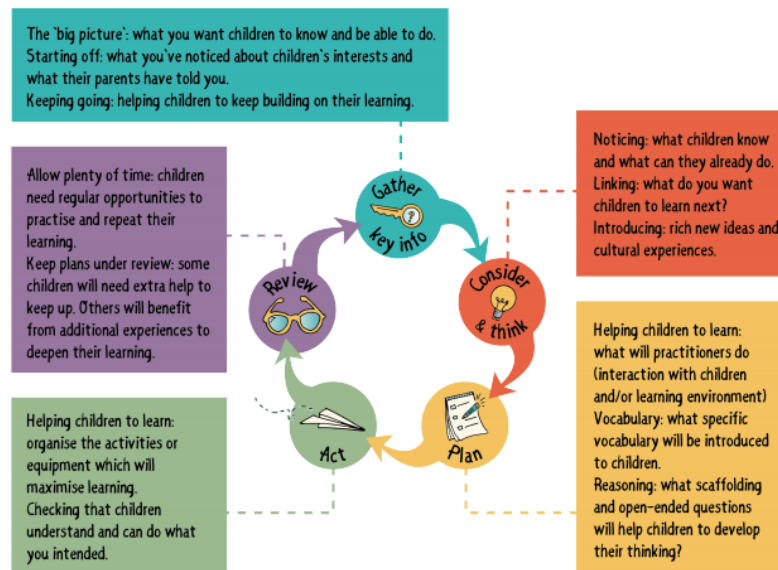 The 'big picture': what you want children to know and be able to do.
Starting off: what you've noticed about children's interests and
what their parents have told you.
Keeping going: helping children to keep building on their learning.
Noticing: what children know
and what can they already do.
Linking: what do you want
children to learn next?
Introducing: rich new ideas and
cultural experiences.
Allow plenty of time: children
need regular opportunities to
practise and repeat their
learning.
Keep plans under review: some
children will need extra help to
keep up. Others will benefit
from additional experiences to
deepen their learning.
Gather
key info
?
Consider
& think
Review
Plan
Act
Helping children to learn:
what will practitioners do
(interaction with children
and/or learning environment)
Vocabulary: what specific
vocabulary will be introduced
to children.
Reasoning: what scaffolding
and open-ended questions
will help children to develop
their thinking?
Helping children to learn:
organise the activities or
equipment which will
maximise learning.
Checking that children
understand and can do what
you intended.